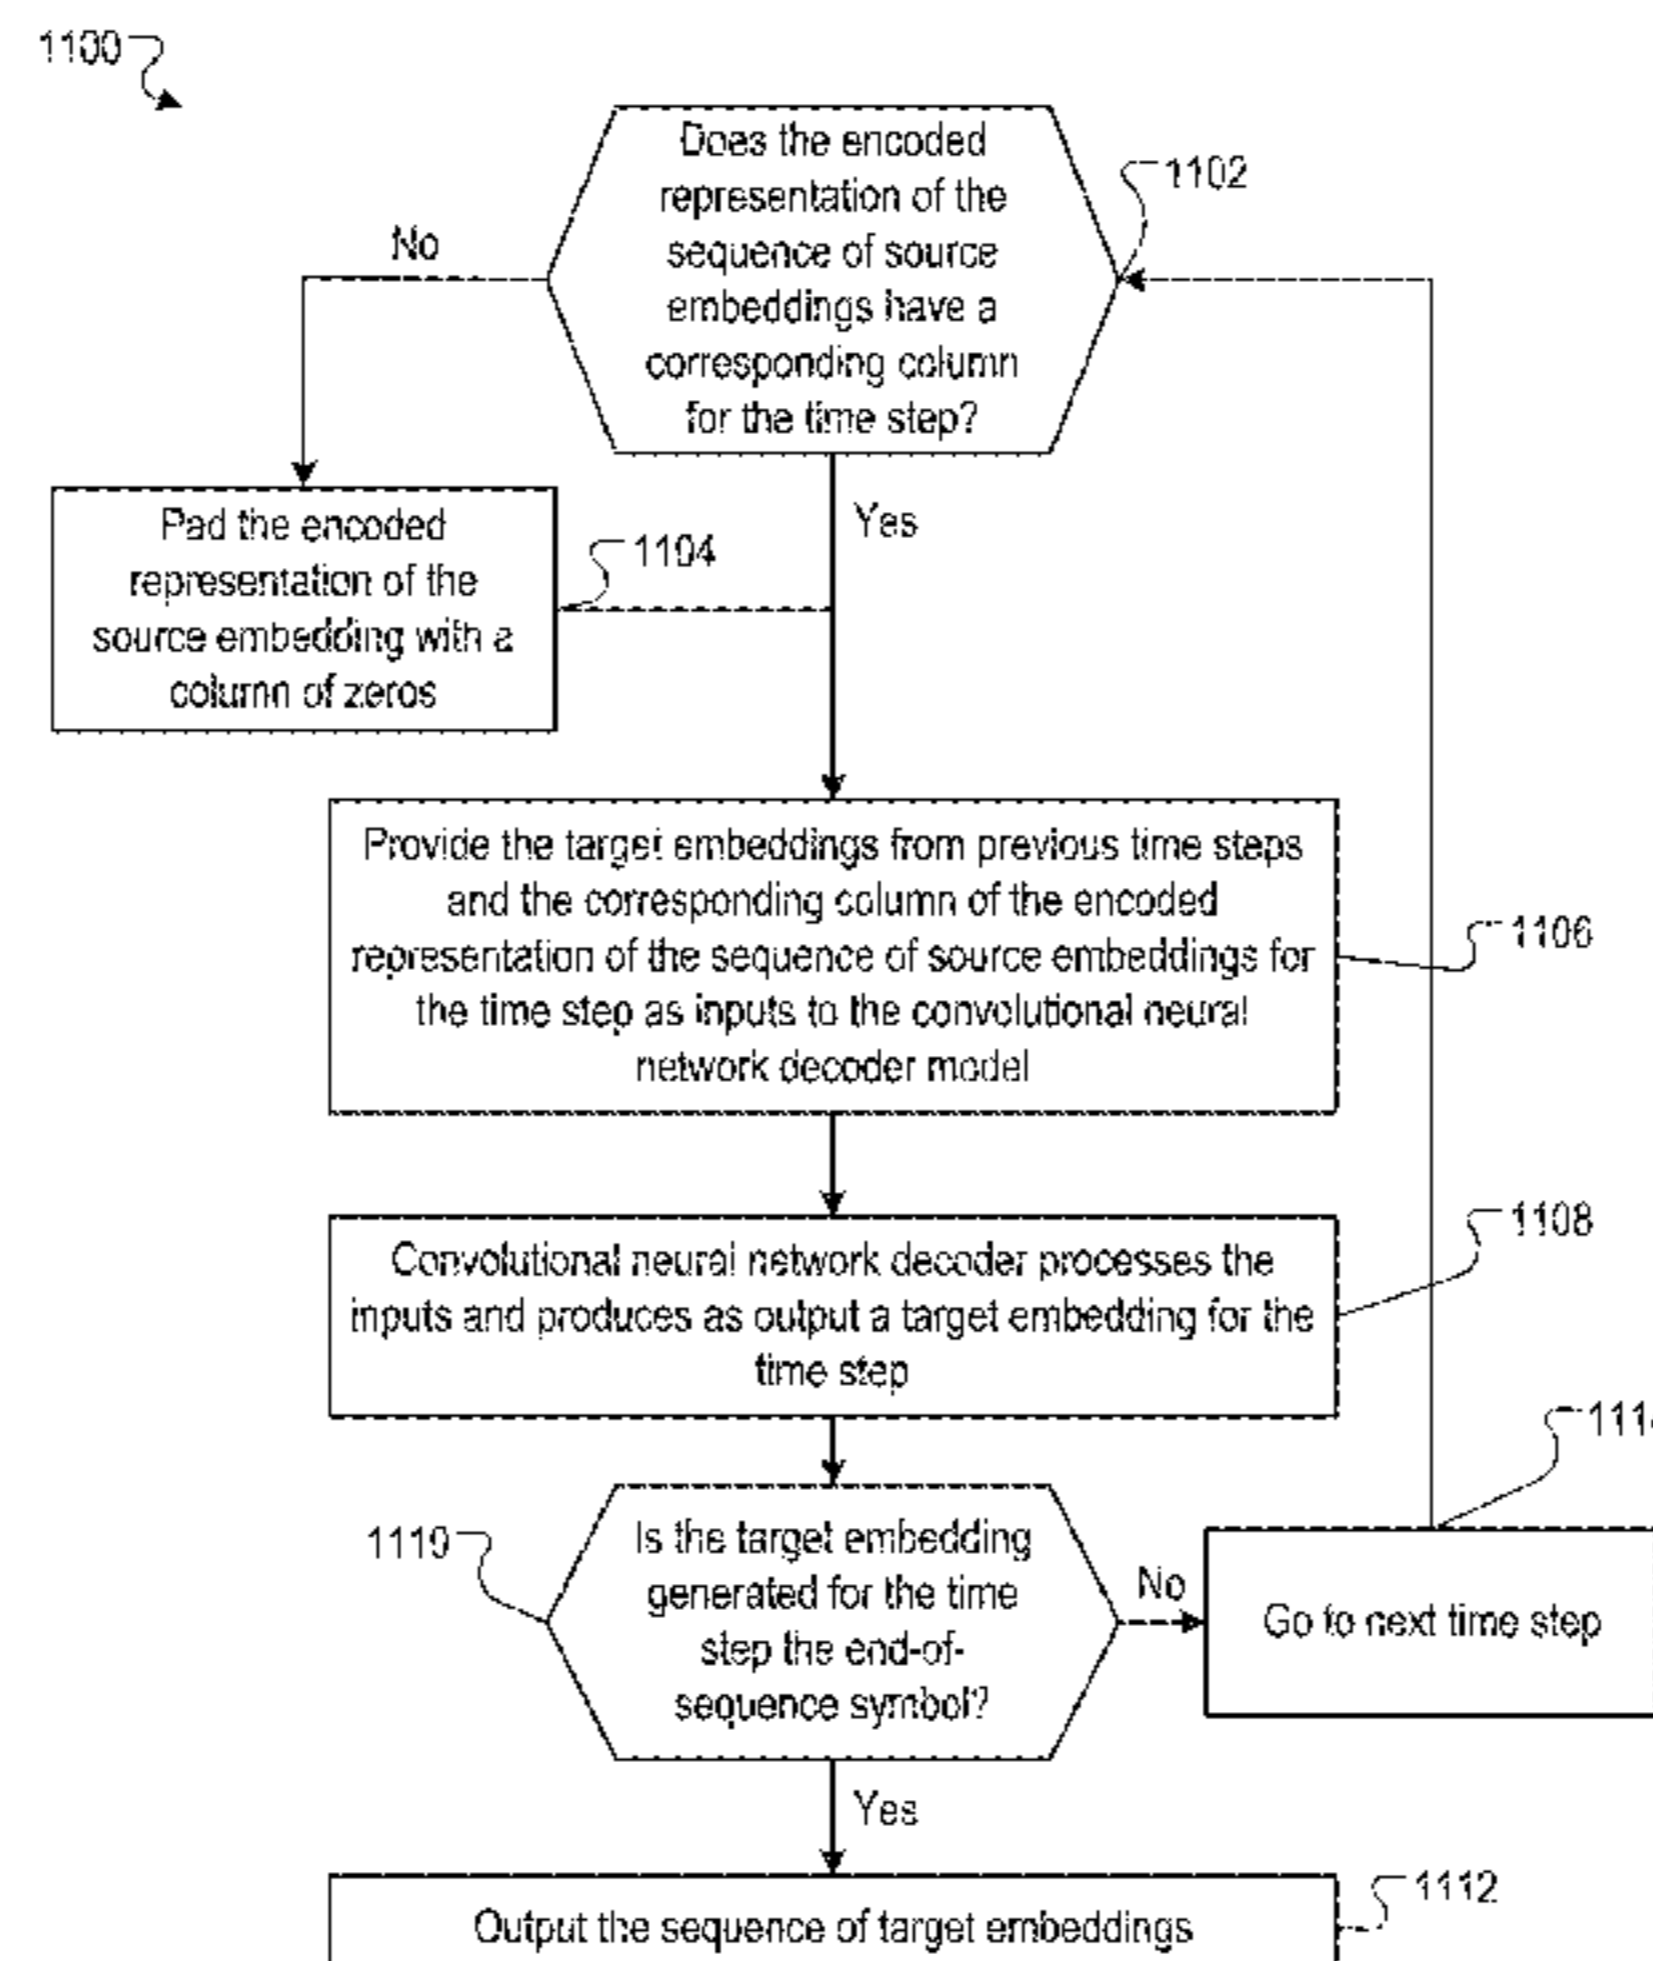 1100
Does the encoded
representation of the
sequence of source
embeddings have a
corresponding column
for the time step?
1102
No
Yes
Pad the encoded
representation of the
source embedding with a
column of zeros
1104
Provide the target embeddings from previous time steps
and the corresponding column of the encoded
representation of the sequence of source embeddings for
the time step as inputs to the convolutional neural
network decoder model
1106
Convolutional neural network decoder processes the
inputs and produces as output a target embedding for the
time step
1108
1110
Is the target embedding
generated for the time
step the end-of-
sequence symbol?
No
Go to next time step
Yes
Output the sequence of target embeddings
1112